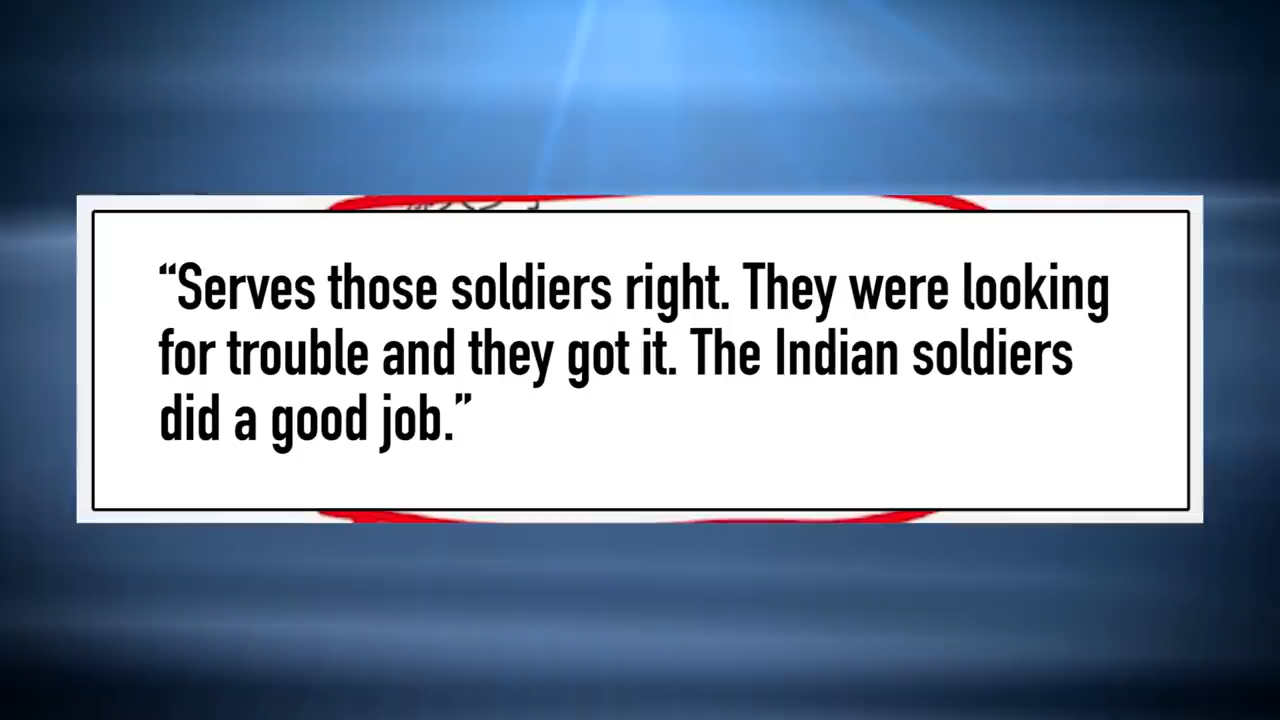 “Serves those soldiers right. They were looking
for trouble and they got it. The Indian soldiers
did a good job.”